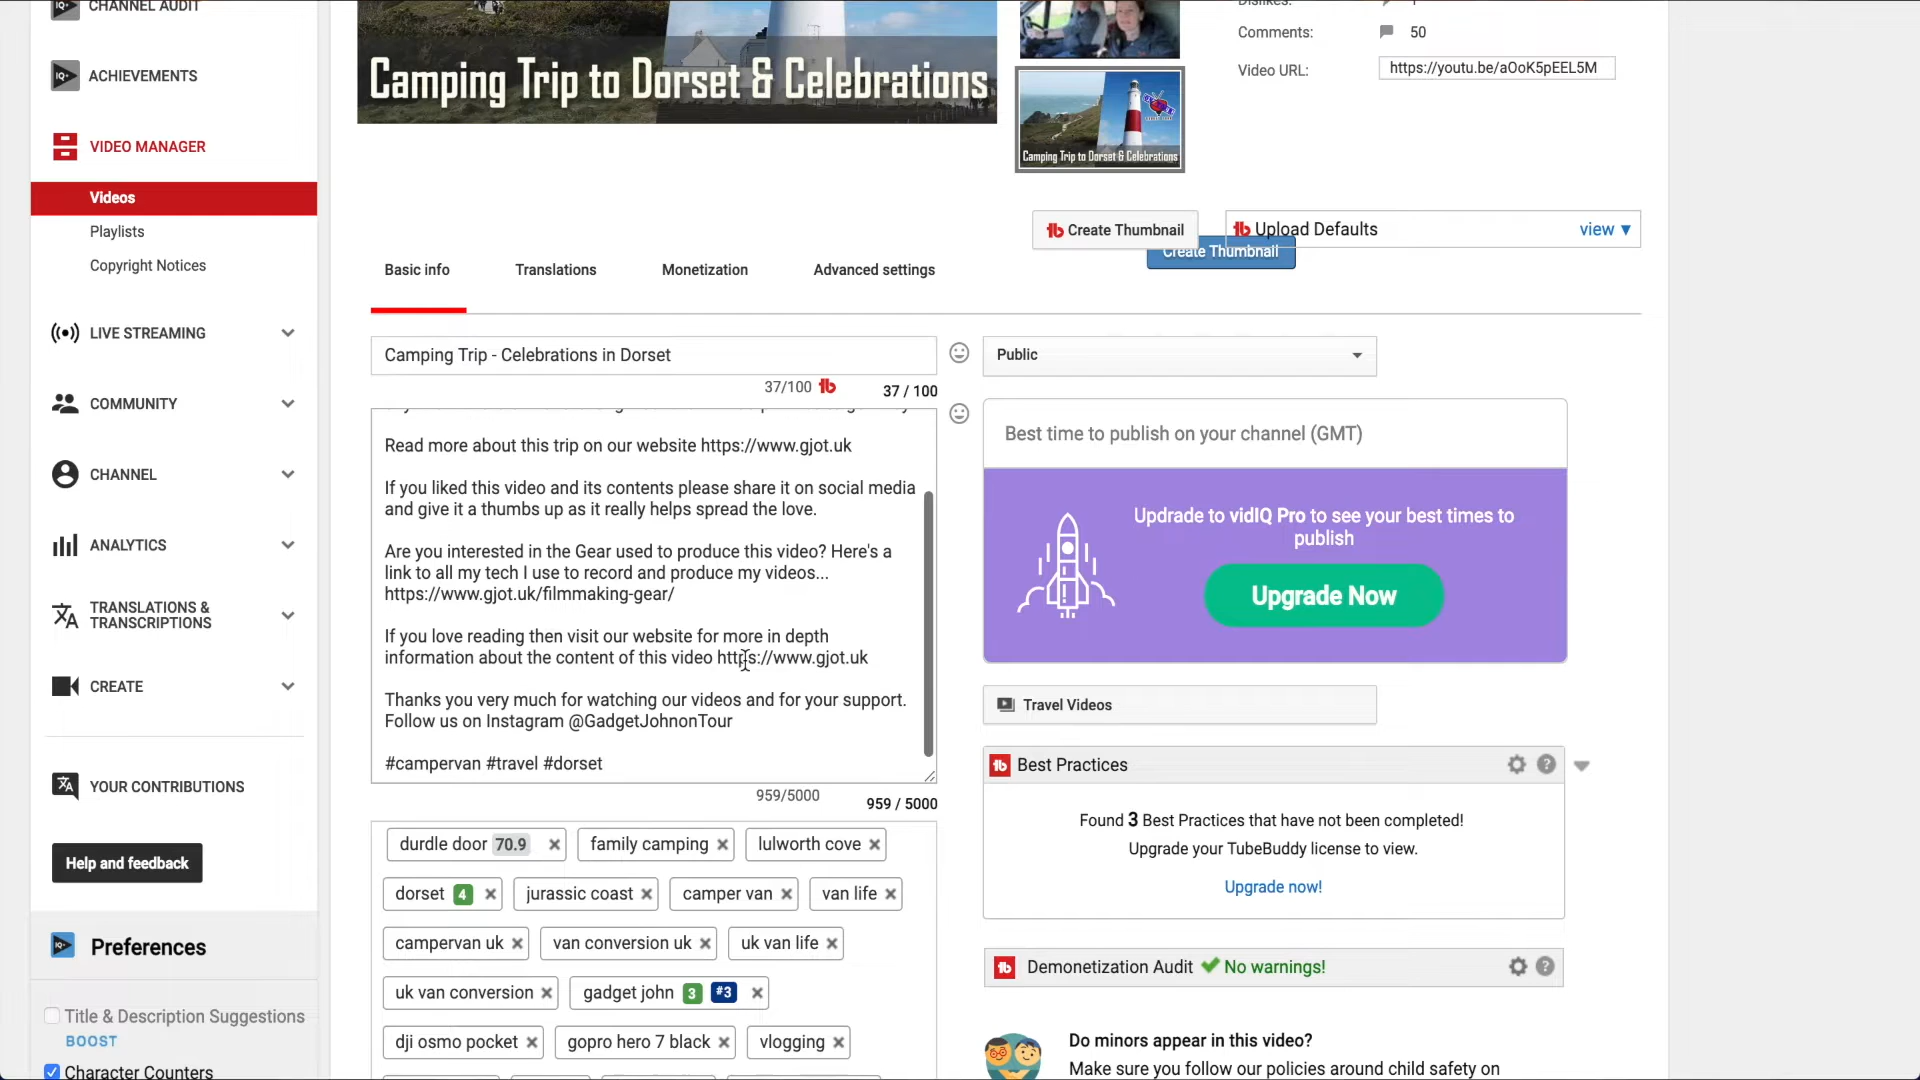 CHANNEL AUDIT
ACHIEVEMENTS
VIDEO MANAGER
Videos
Playlists
Copyright Notices
LIVE STREAMING
COMMUNITY
CHANNEL
ANALYTICS
TRANSLATIONS &
TRANSCRIPTIONS
CREATE
YOUR CONTRIBUTIONS
Help and feedback
Preferences
Title & Description Suggestions
BOOST
Character Counters
Camping Trip to Dorset & Celebrations
Camping Trip to Dorset & Celebrations
Comments: 50
Video URL: https://youtu.be/aOoK5pEEL5M
Create Thumbnail
Upload Defaults view
Create Thumbnail
Basic info Translations Monetization Advanced settings
Camping Trip - Celebrations in Dorset
37/100 37 / 100
Read more about this trip on our website https://www.gjot.uk
If you liked this video and its contents please share it on social media
and give it a thumbs up as it really helps spread the love.
Are you interested in the Gear used to produce this video? Here's a
link to all my tech I use to record and produce my videos...
https://www.gjot.uk/filmmaking-gear/
If you love reading then visit our website for more in depth
information about the content of this video https://www.gjot.uk
Thanks you very much for watching our videos and for your support.
Follow us on Instagram @GadgetJohnonTour
#campervan #travel #dorset
959/5000 959 / 5000
durdle door 70.9 family camping lulworth cove
dorset 4 jurassic coast camper van van life
campervan uk van conversion uk uk van life
uk van conversion gadget john 3 #3
dji osmo pocket gopro hero 7 black vlogging
Public
Best time to publish on your channel (GMT)
Updrade to vidIQ Pro to see your best times to
publish
Upgrade Now
Travel Videos
Best Practices
Found 3 Best Practices that have not been completed!
Upgrade your TubeBuddy license to view.
Upgrade now!
Demonetization Audit No warnings!
Do minors appear in this video?
Make sure you follow our policies around child safety on